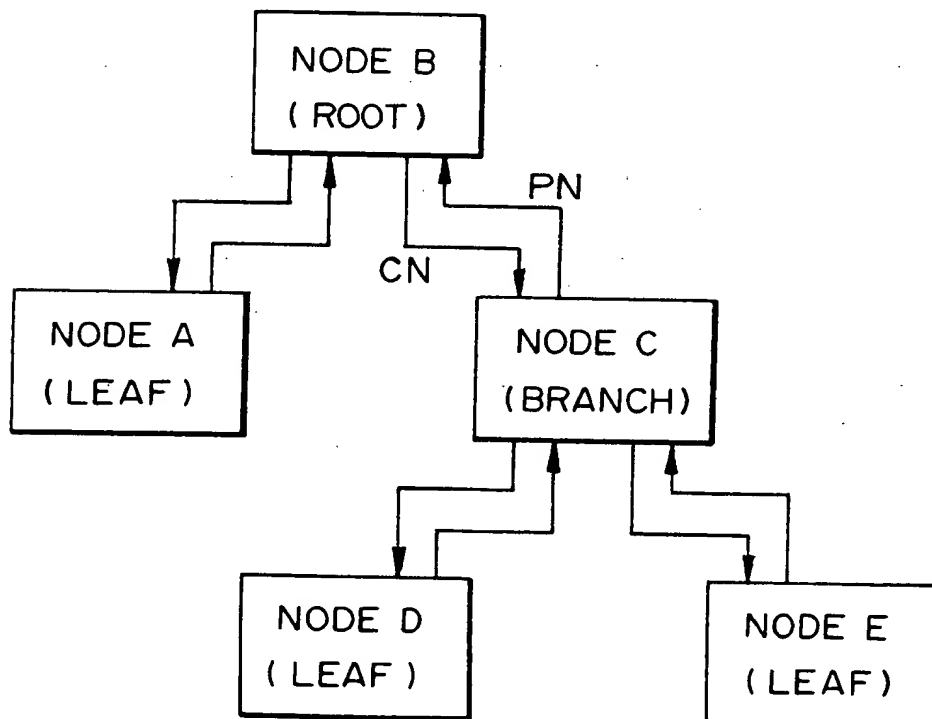 NODE B
(ROOT)
PN
CN
NODE A
(LEAF)
NODE C
(BRANCH)
NODE D
(LEAF)
NODE E
(LEAF)